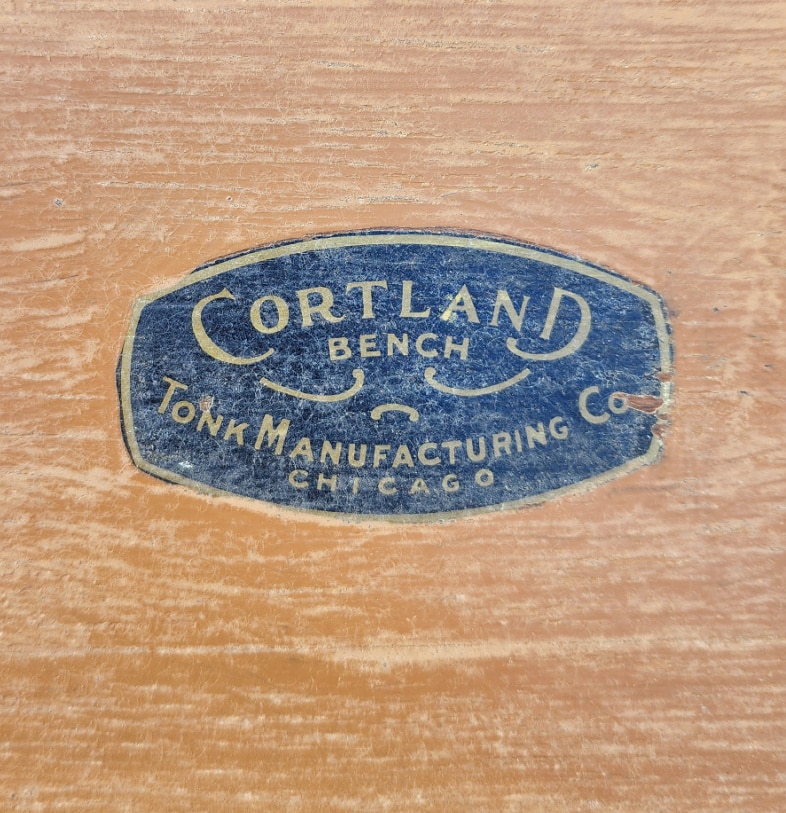 CORTLAND
BENCH
TONK MANUFACTURING Co
CHICAGO